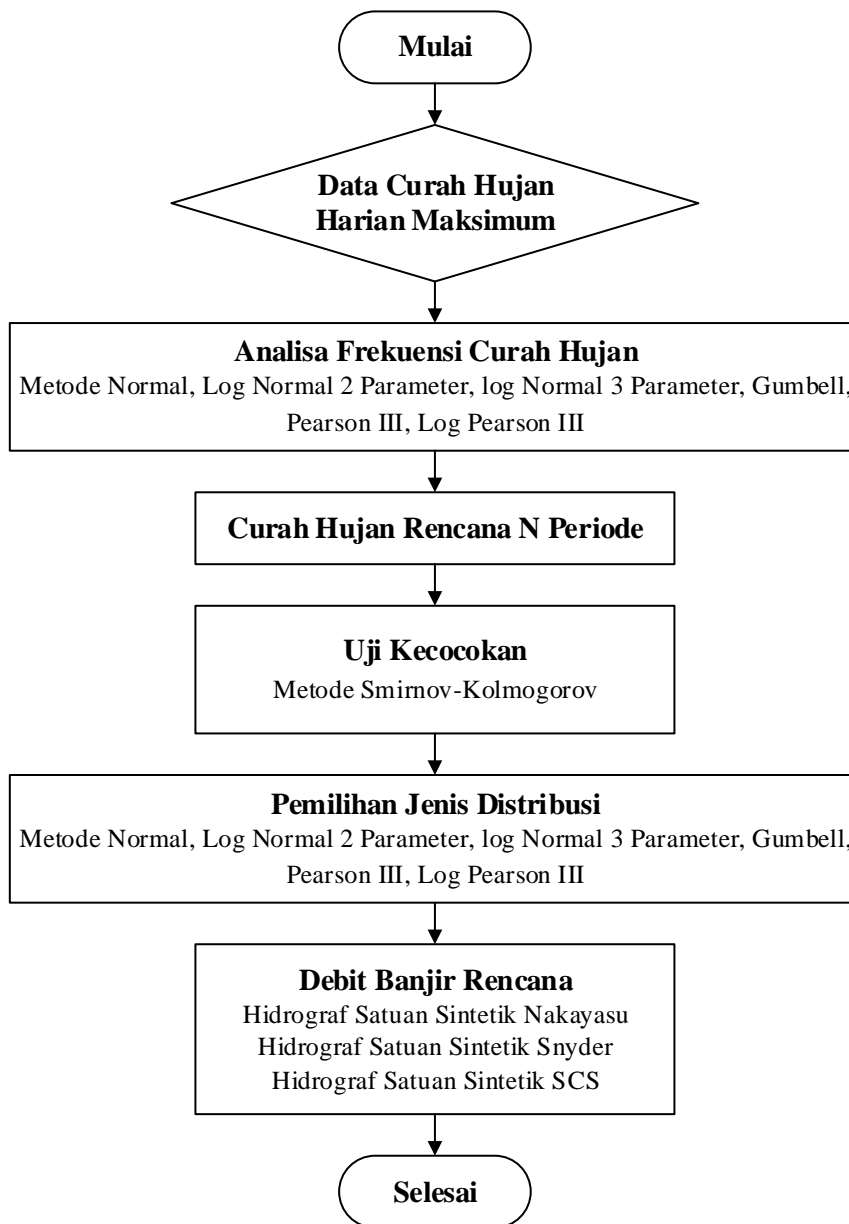 Mulai
Data Curah Hujan
Harian Maksimum
Analisa Frekuensi Curah Hujan
Metode Normal, Log Normal 2 Parameter, log Normal 3 Parameter, Gumbell,
Pearson III, Log Pearson III
Curah Hujan Rencana N Periode
Uji Kecocokan
Metode Smirnov-Kolmogorov
Pemilihan Jenis Distribusi
Metode Normal, Log Normal 2 Parameter, log Normal 3 Parameter, Gumbell,
Pearson III, Log Pearson III
Debit Banjir Rencana
Hidrograf Satuan Sintetik Nakayasu
Hidrograf Satuan Sintetik Snyder
Hidrograf Satuan Sintetik SCS
Selesai